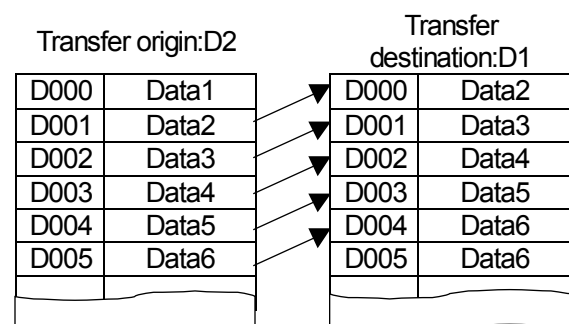 Transfer origin:D2
D000 Data1
D001 Data2
D002 Data3
D003 Data4
D004 Data5
D005 Data6
Transfer
destination:D1
D000 Data2
D001 Data3
D002 Data4
D003 Data5
D004 Data6
D005 Data6